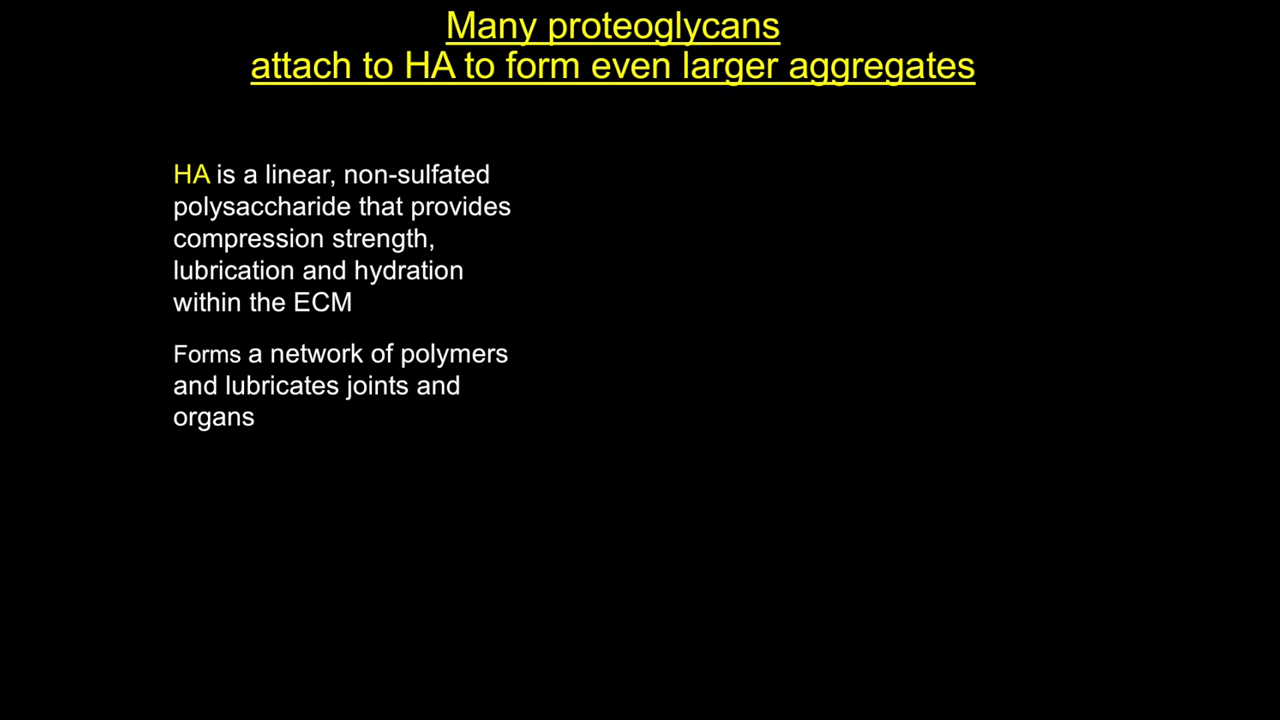 Many proteoglycans
attach to HA to form even larger aggregates
HA is a linear, non-sulfated
polysaccharide that provides
compression strength,
lubrication and hydration
within the ECM
Forms a network of polymers
and lubricates joints and
organs